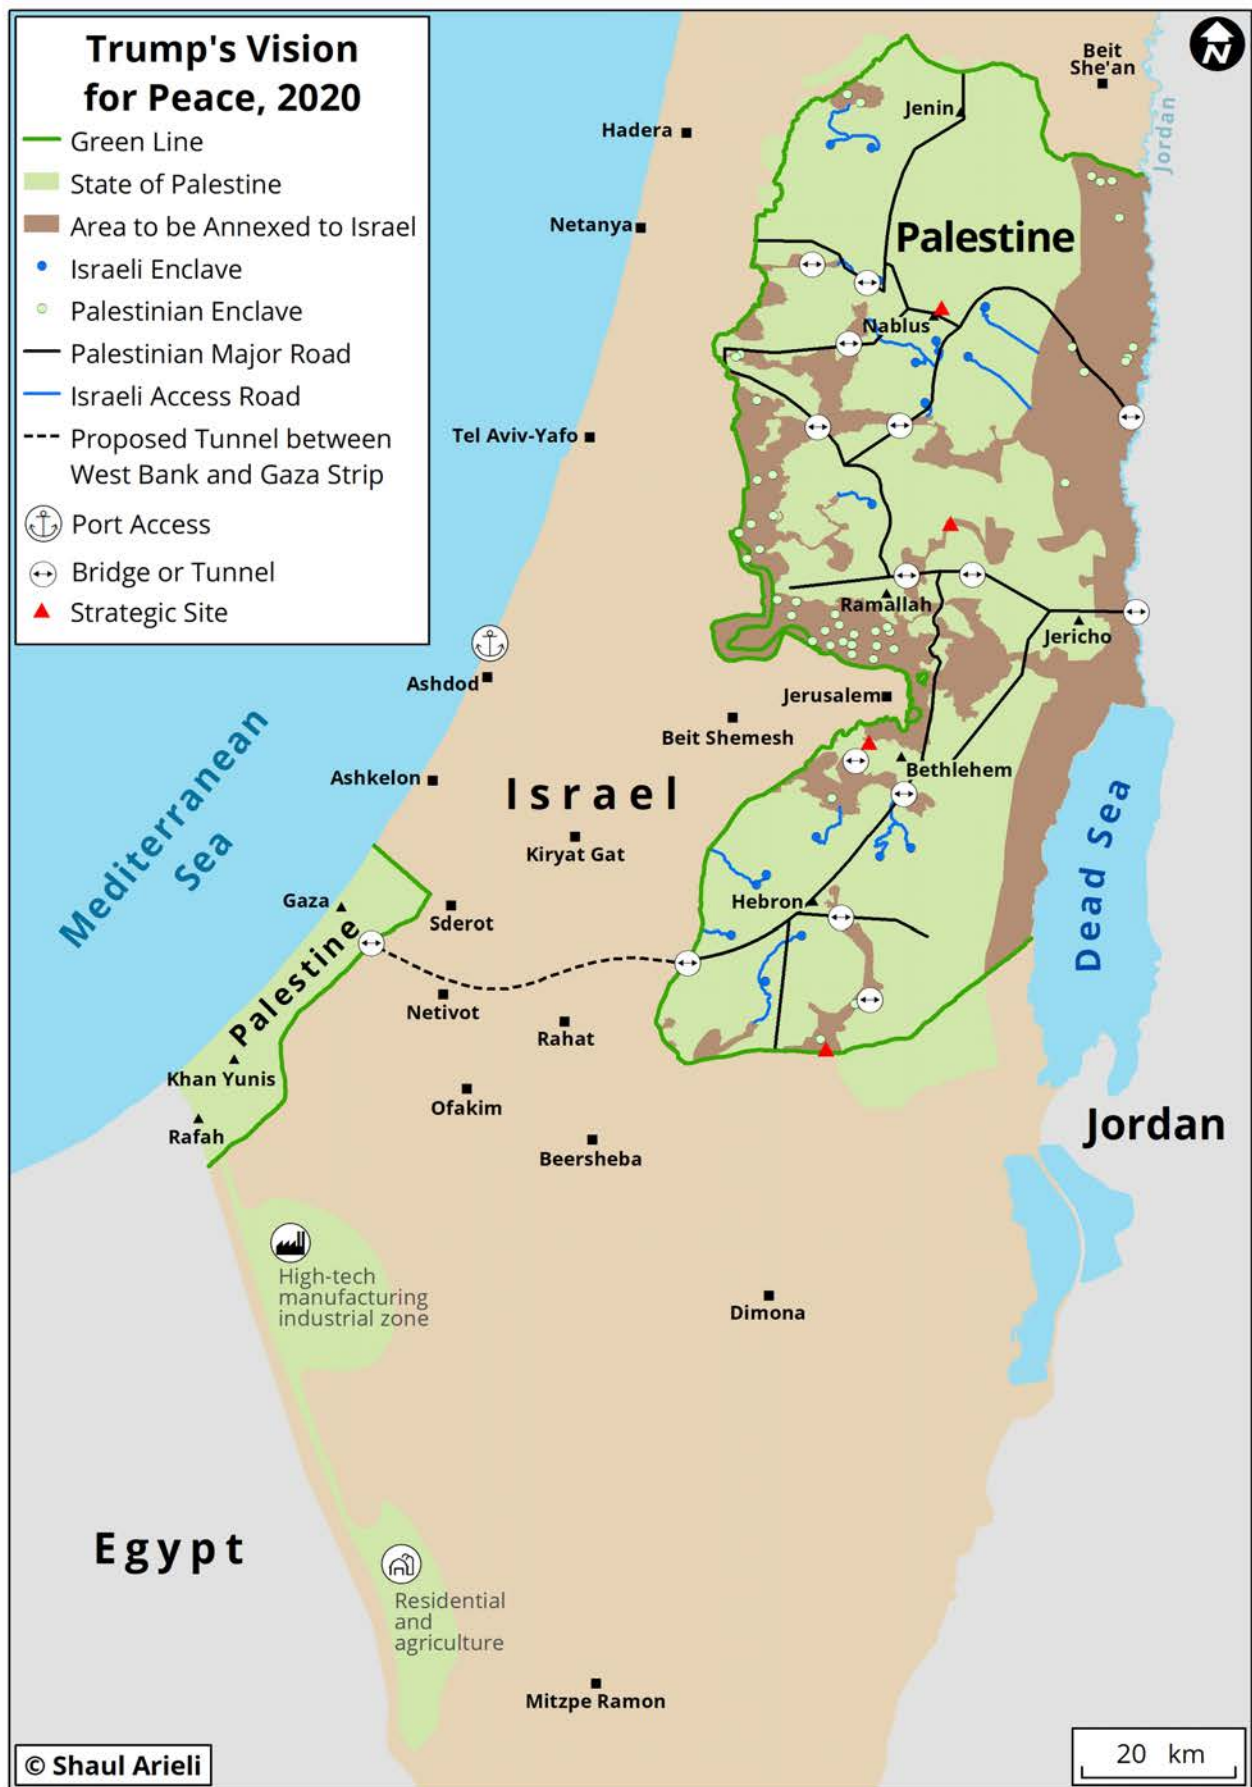 Trump's Vision
for Peace, 2020
Green Line
State of Palestine
Area to be Annexed to Israel
Israeli Enclave
Palestinian Enclave
Palestinian Major Road
Israeli Access Road
Proposed Tunnel between
West Bank and Gaza Strip
Port Access
Bridge or Tunnel
Strategic Site
N
Beit
She'an
Jordan
Jenin
Hadera
Netanya
Palestine
Nablus
Tel Aviv-Yafo
Ramallah
Jericho
Ashdod
Jerusalem
Beit Shemesh
Bethlehem
Mediterranean
Sea
Ashkelon
Israel
Dead Sea
Kiryat Gat
Gaza
Sderot
Hebron
Palestine
Netivot
Rahat
Khan Yunis
Ofakim
Rafah
Jordan
Beersheba
High-tech
manufacturing
industrial zone
Dimona
Egypt
Residential
and
agriculture
Mitzpe Ramon
© Shaul Arieli
20 km